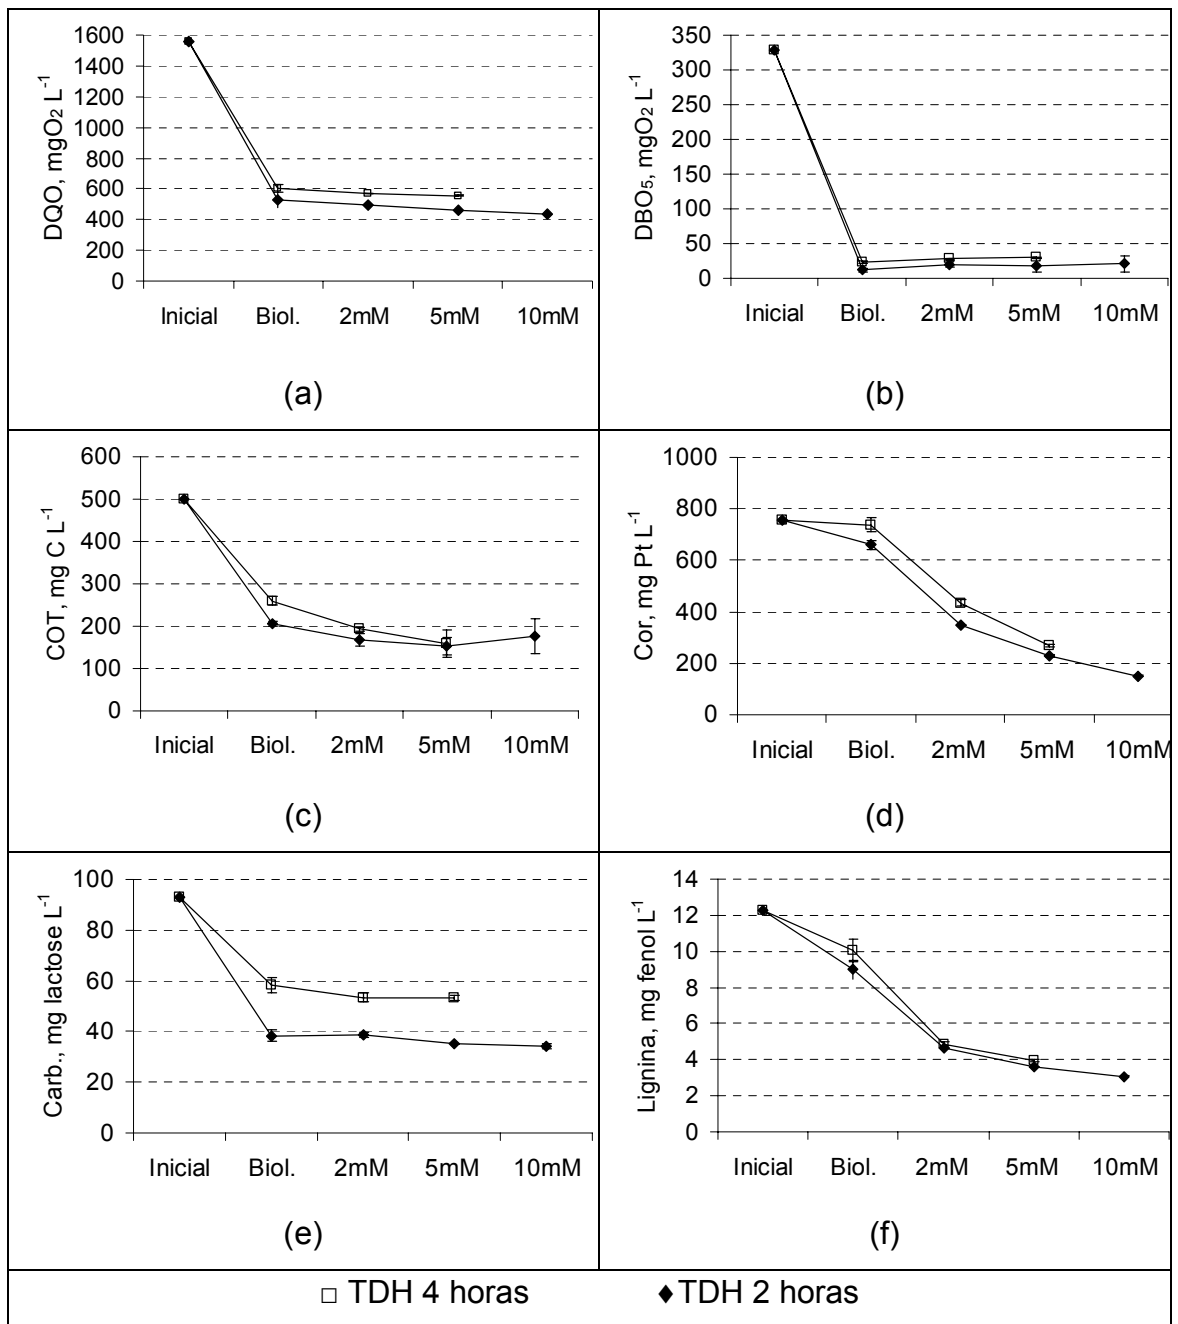 DQO, mgO₂ L⁻¹
1600
1400
1200
1000
800
600
400
200
0
Inicial Biol. 2mM 5mM 10mM
(a)
DBO₅, mgO₂ L⁻¹
350
300
250
200
150
100
50
0
Inicial Biol. 2mM 5mM 10mM
(b)
COT, mg C L⁻¹
600
500
400
300
200
100
0
Inicial Biol. 2mM 5mM 10mM
(c)
Cor, mg Pt L⁻¹
1000
800
600
400
200
0
Inicial Biol. 2mM 5mM 10mM
(d)
Carb., mg lactose L⁻¹
100
80
60
40
20
0
Inicial Biol. 2mM 5mM 10mM
(e)
Lignina, mg fenol L⁻¹
14
12
10
8
6
4
2
0
Inicial Biol. 2mM 5mM 10mM
(f)
□ TDH 4 horas ◆ TDH 2 horas